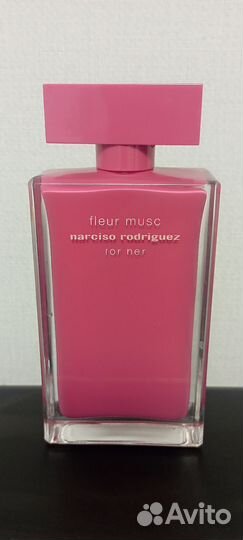 fleur musc
narciso rodriguez
for her
Avito